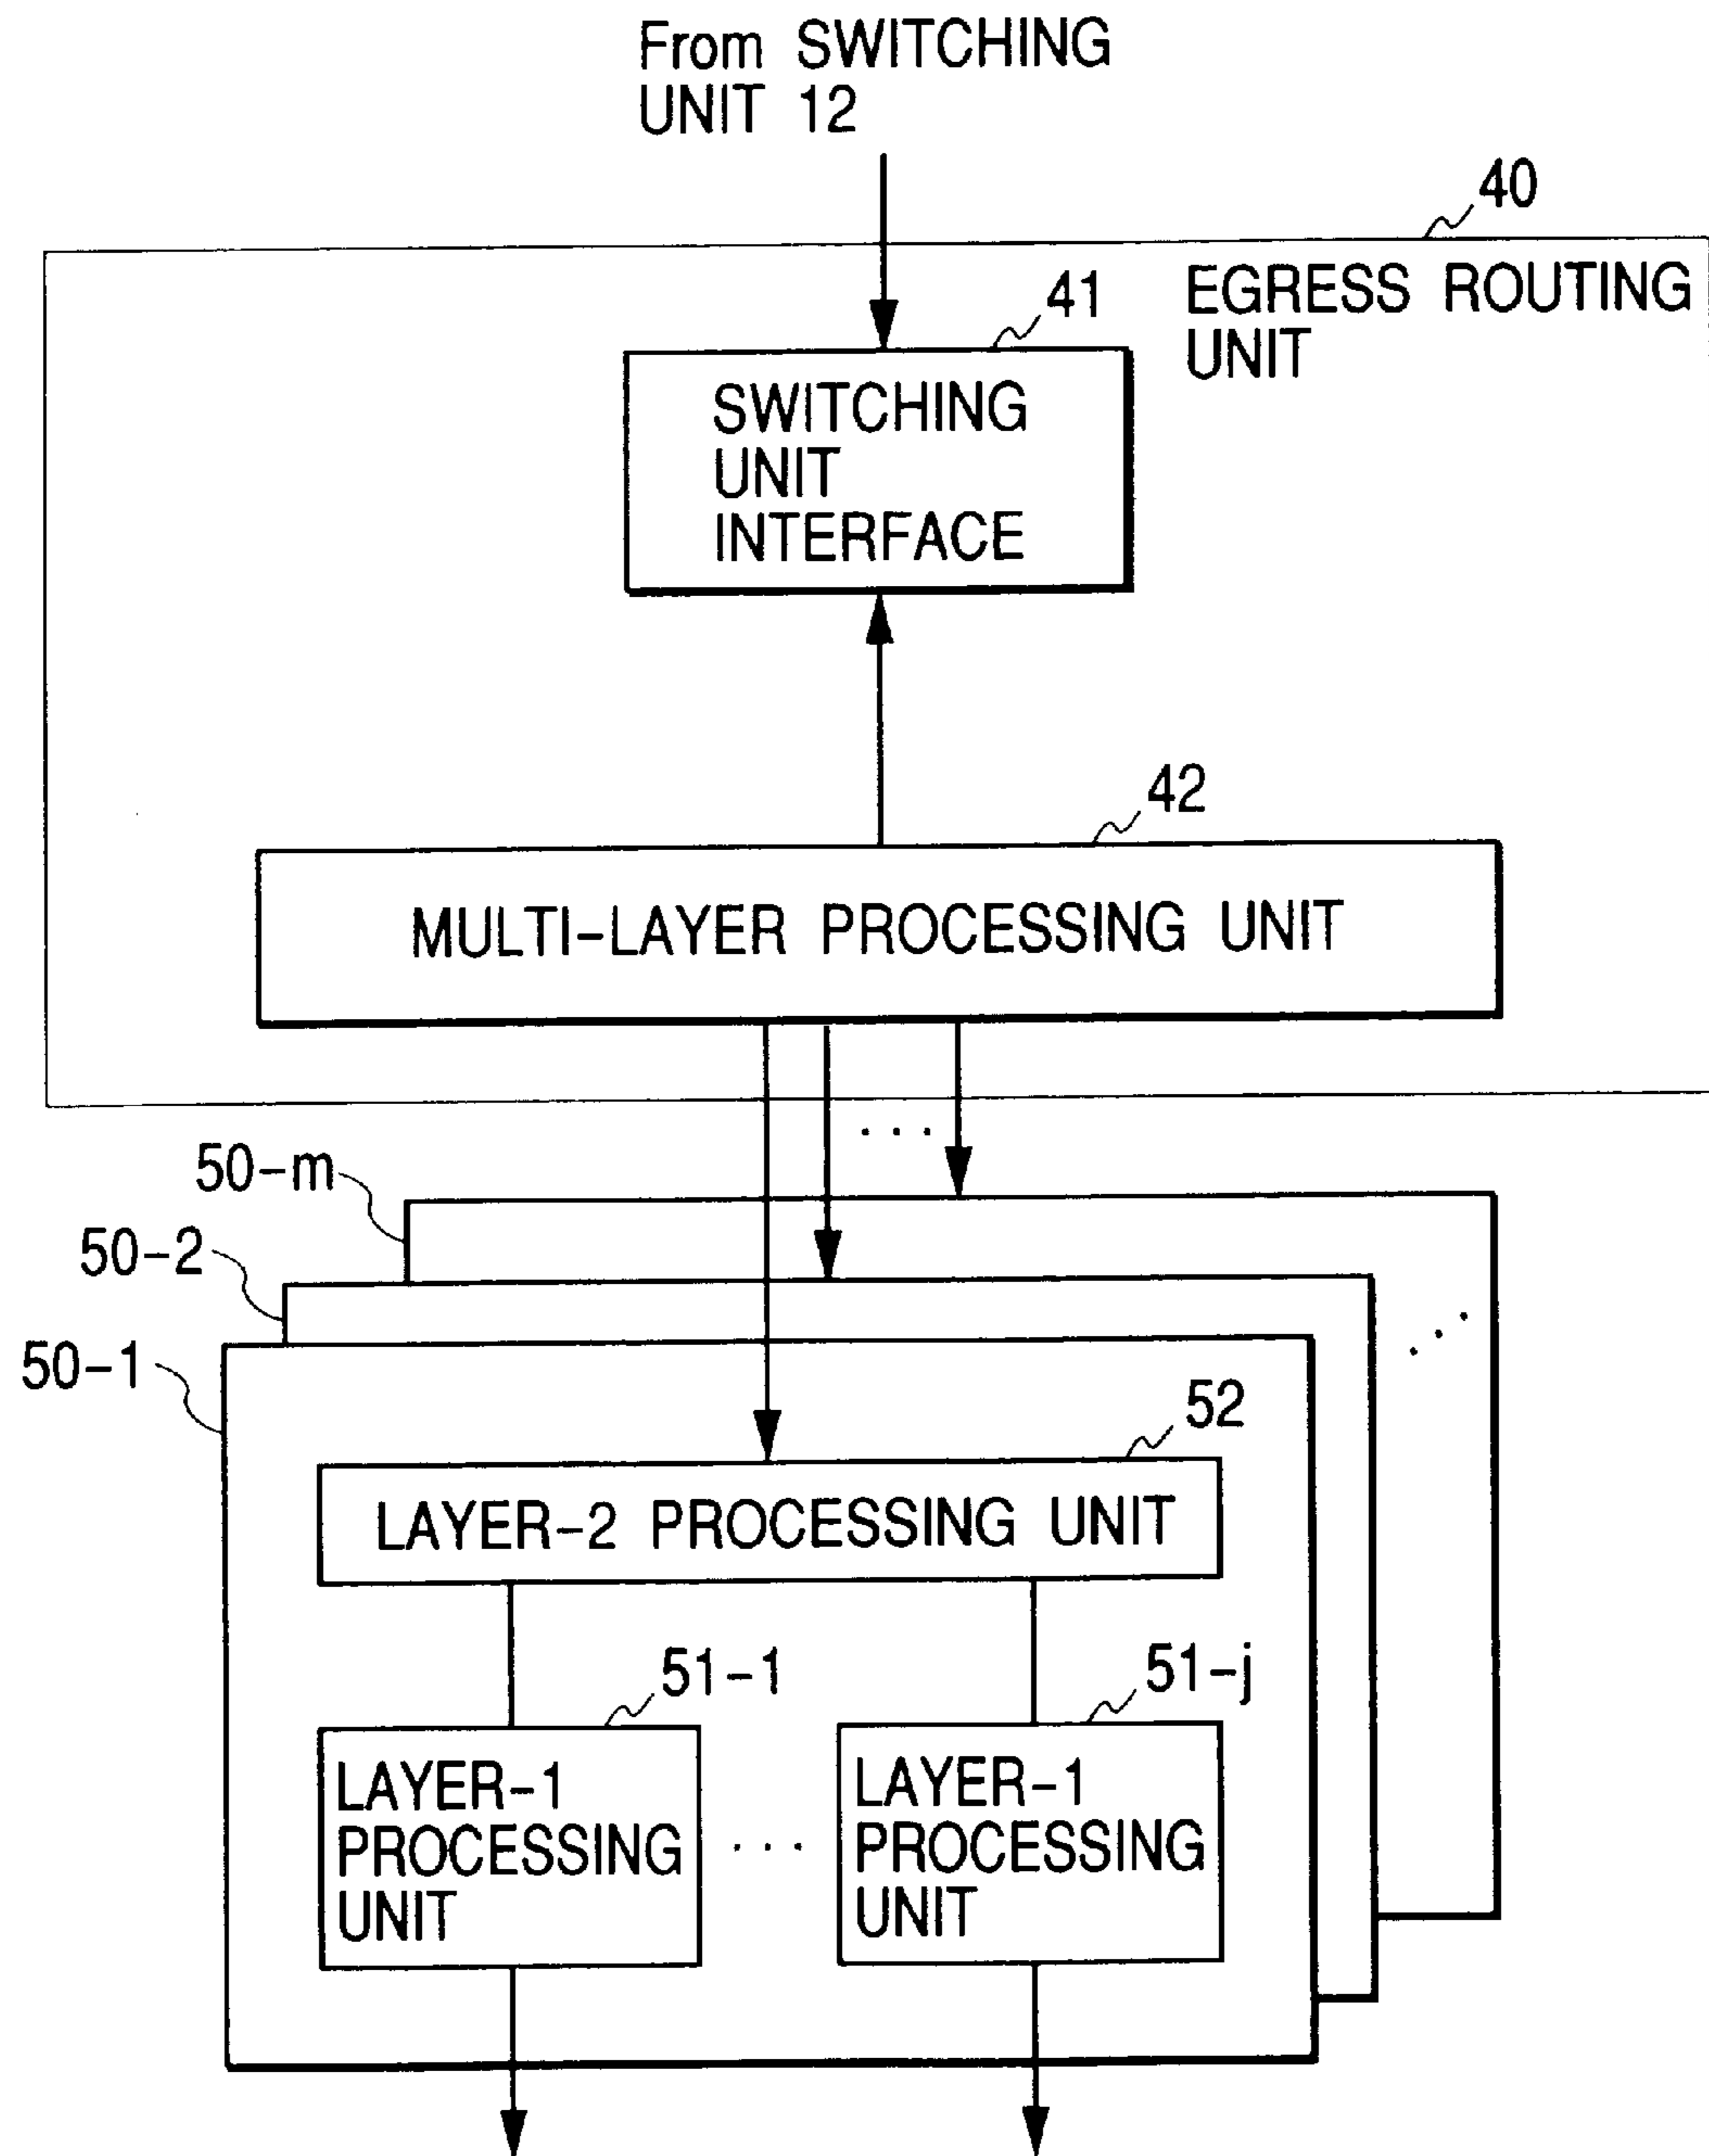 From SWITCHING
UNIT 12
40
EGRESS ROUTING
UNIT
41
SWITCHING
UNIT
INTERFACE
42
MULTI-LAYER PROCESSING UNIT
...
50-m
50-2
50-1
...
52
LAYER-2 PROCESSING UNIT
51-1
51-j
LAYER-1
PROCESSING
UNIT
...
LAYER-1
PROCESSING
UNIT